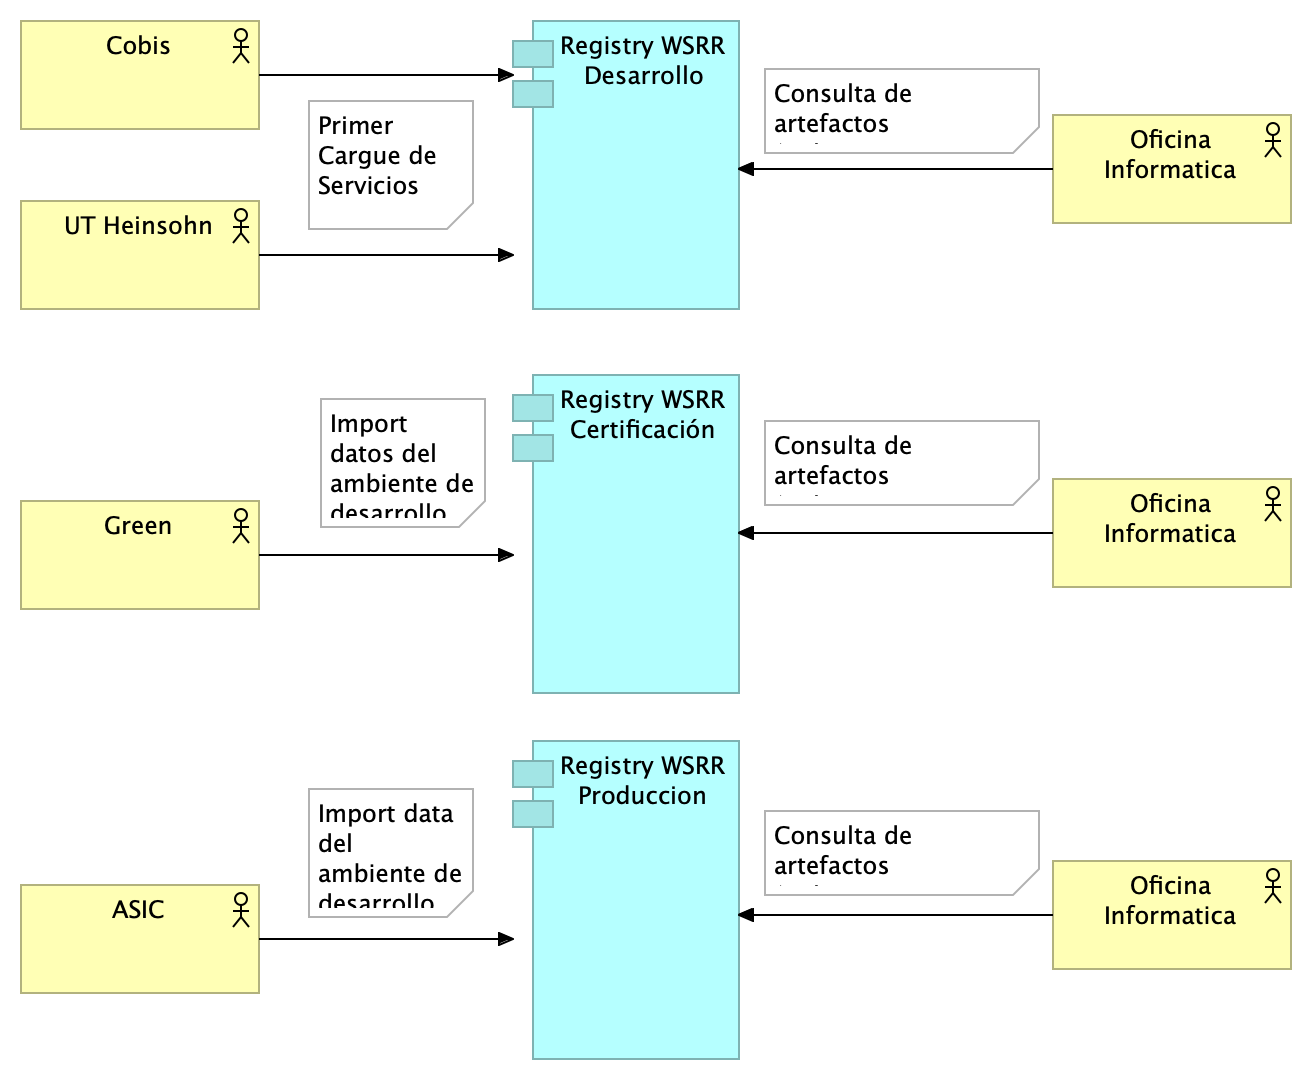 Cobis
Primer
Cargue de
Servicios
UT Heinsohn
Registry WSRR
Desarrollo
Consulta de
artefactos
Oficina
Informatica
Import
datos del
ambiente de
desarrollo
Green
Registry WSRR
Certificación
Consulta de
artefactos
Oficina
Informatica
Import data
del
ambiente de
desarrollo
ASIC
Registry WSRR
Produccion
Consulta de
artefactos
Oficina
Informatica